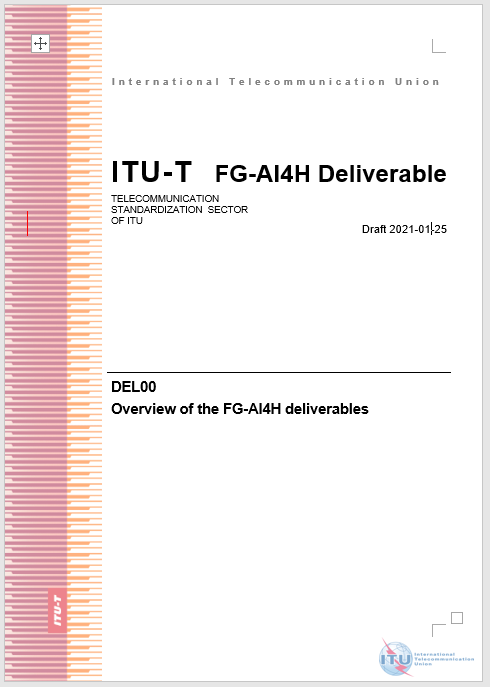 International Telecommunication Union
ITU-T FG-AI4H Deliverable
TELECOMMUNICATION
STANDARDIZATION SECTOR
OF ITU
Draft 2021-01-25
DEL00
Overview of the FG-AI4H deliverables
ITU-T
ITU
International
Telecommunication
Union